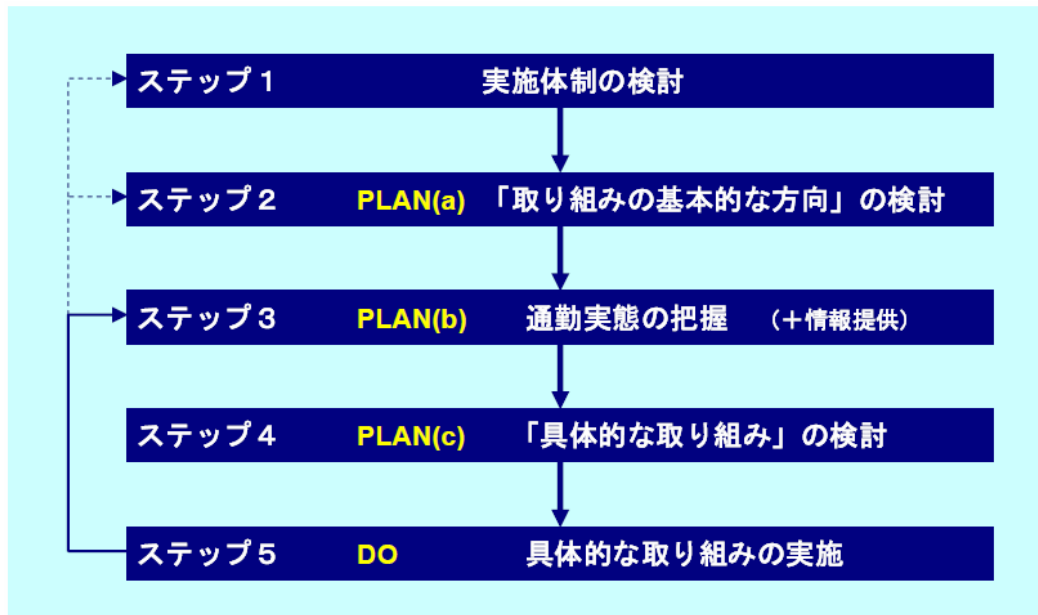 ステップ１ 実施体制の検討
ステップ２ PLAN(a) 「取り組みの基本的な方向」の検討
ステップ３ PLAN(b) 通勤実態の把握 （＋情報提供）
ステップ４ PLAN(c) 「具体的な取り組み」の検討
ステップ５ DO 具体的な取り組みの実施